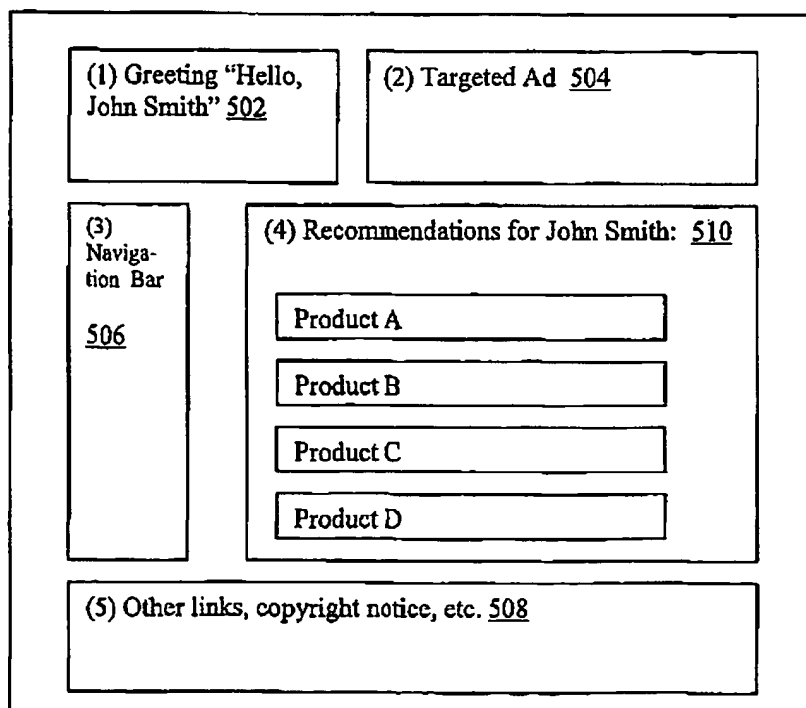 (1) Greeting “Hello,
John Smith” 502
(2) Targeted Ad 504
(3)
Naviga-
tion Bar
506
(4) Recommendations for John Smith: 510
Product A
Product B
Product C
Product D
(5) Other links, copyright notice, etc. 508